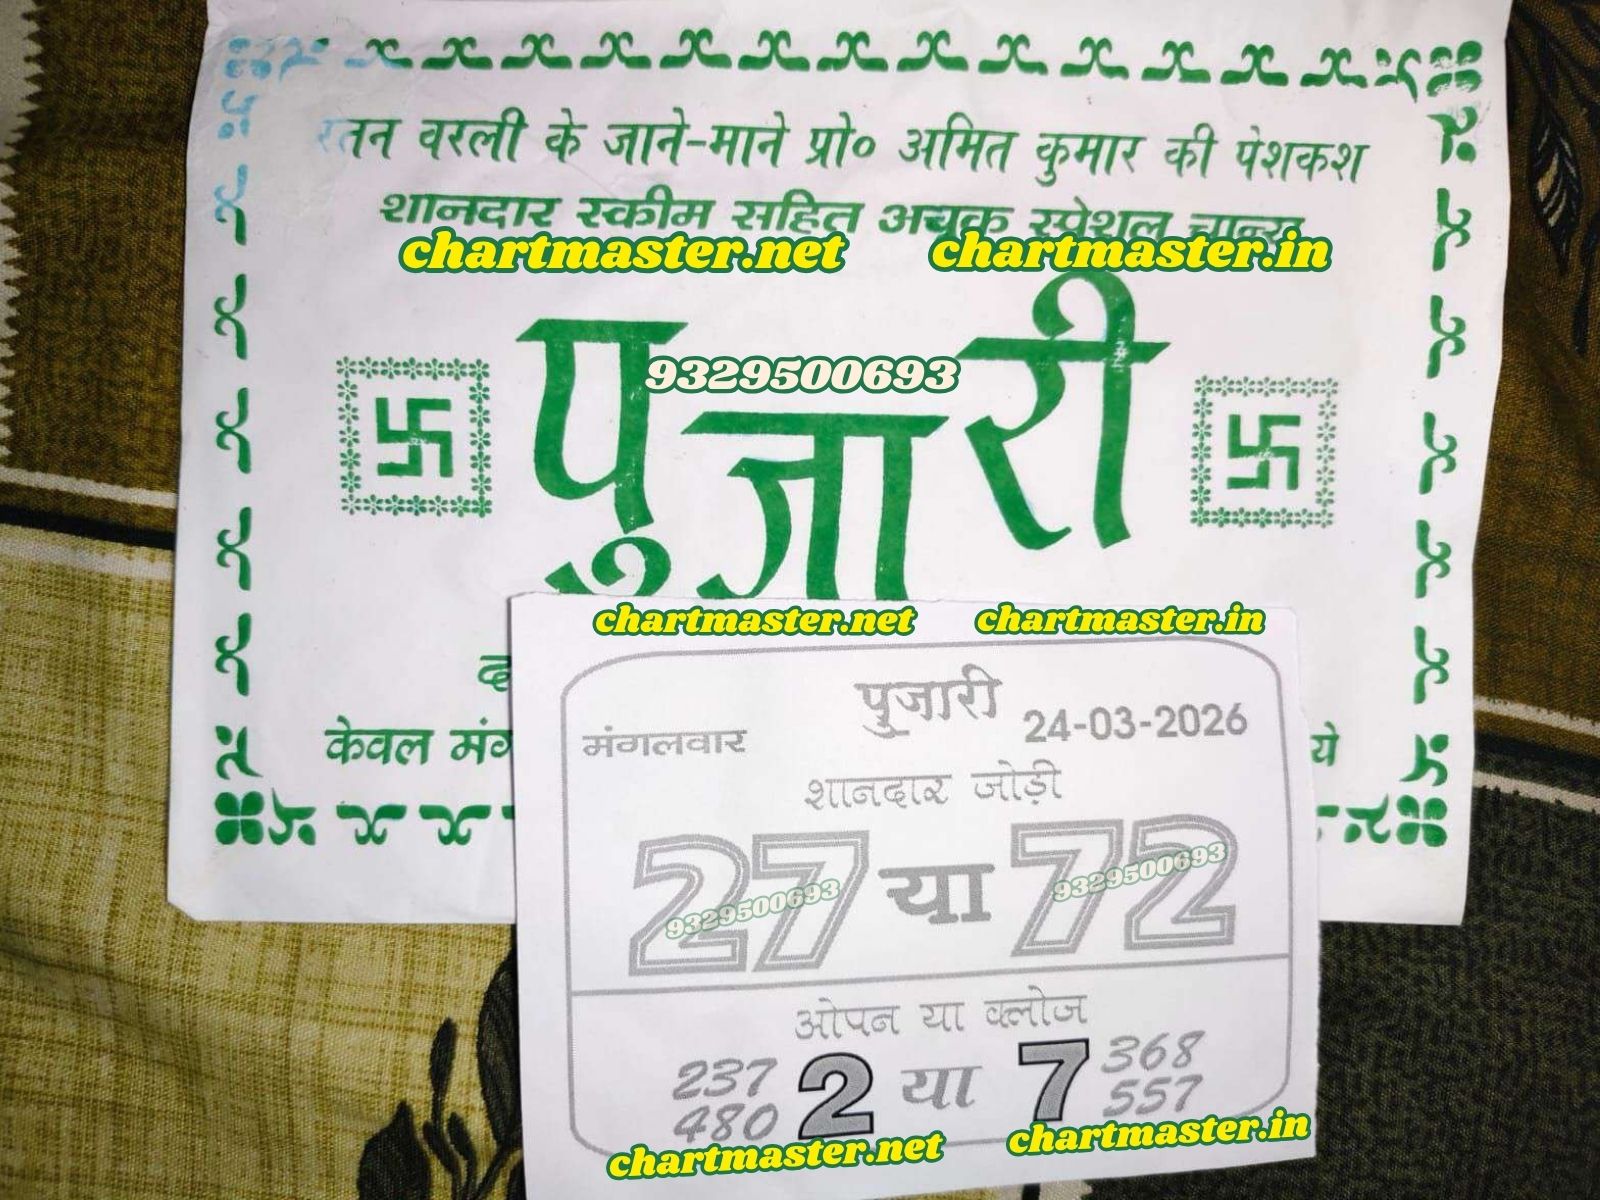 रतन वरली के जाने-माने प्रो० अमित कुमार की पेशकश
शानदार स्कीम सहित अचूक स्पेशल चान्स
chartmaster.net chartmaster.in
पुजारी
9329500693
chartmaster.net chartmaster.in
पुजारी
मंगलवार 24-03-2026
केवल ये
शानदार जोड़ी
27 या 72
9329500693 9329500693
ओपन या क्लोज
237 2 या 7 368
480 557
chartmaster.net chartmaster.in